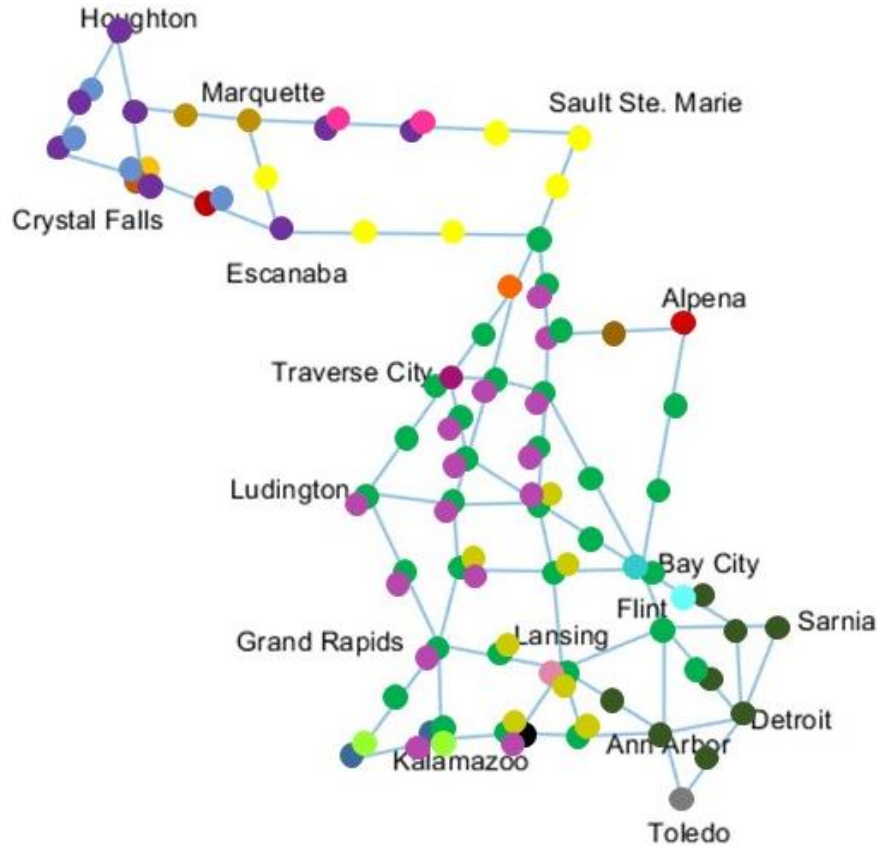 Houghton
Marquette
Sault Ste. Marie
Crystal Falls
Escanaba
Alpena
Traverse City
Ludington
Bay City
Flint
Sarnia
Grand Rapids
Lansing
Detroit
Ann Arbor
Kalamazoo
Toledo